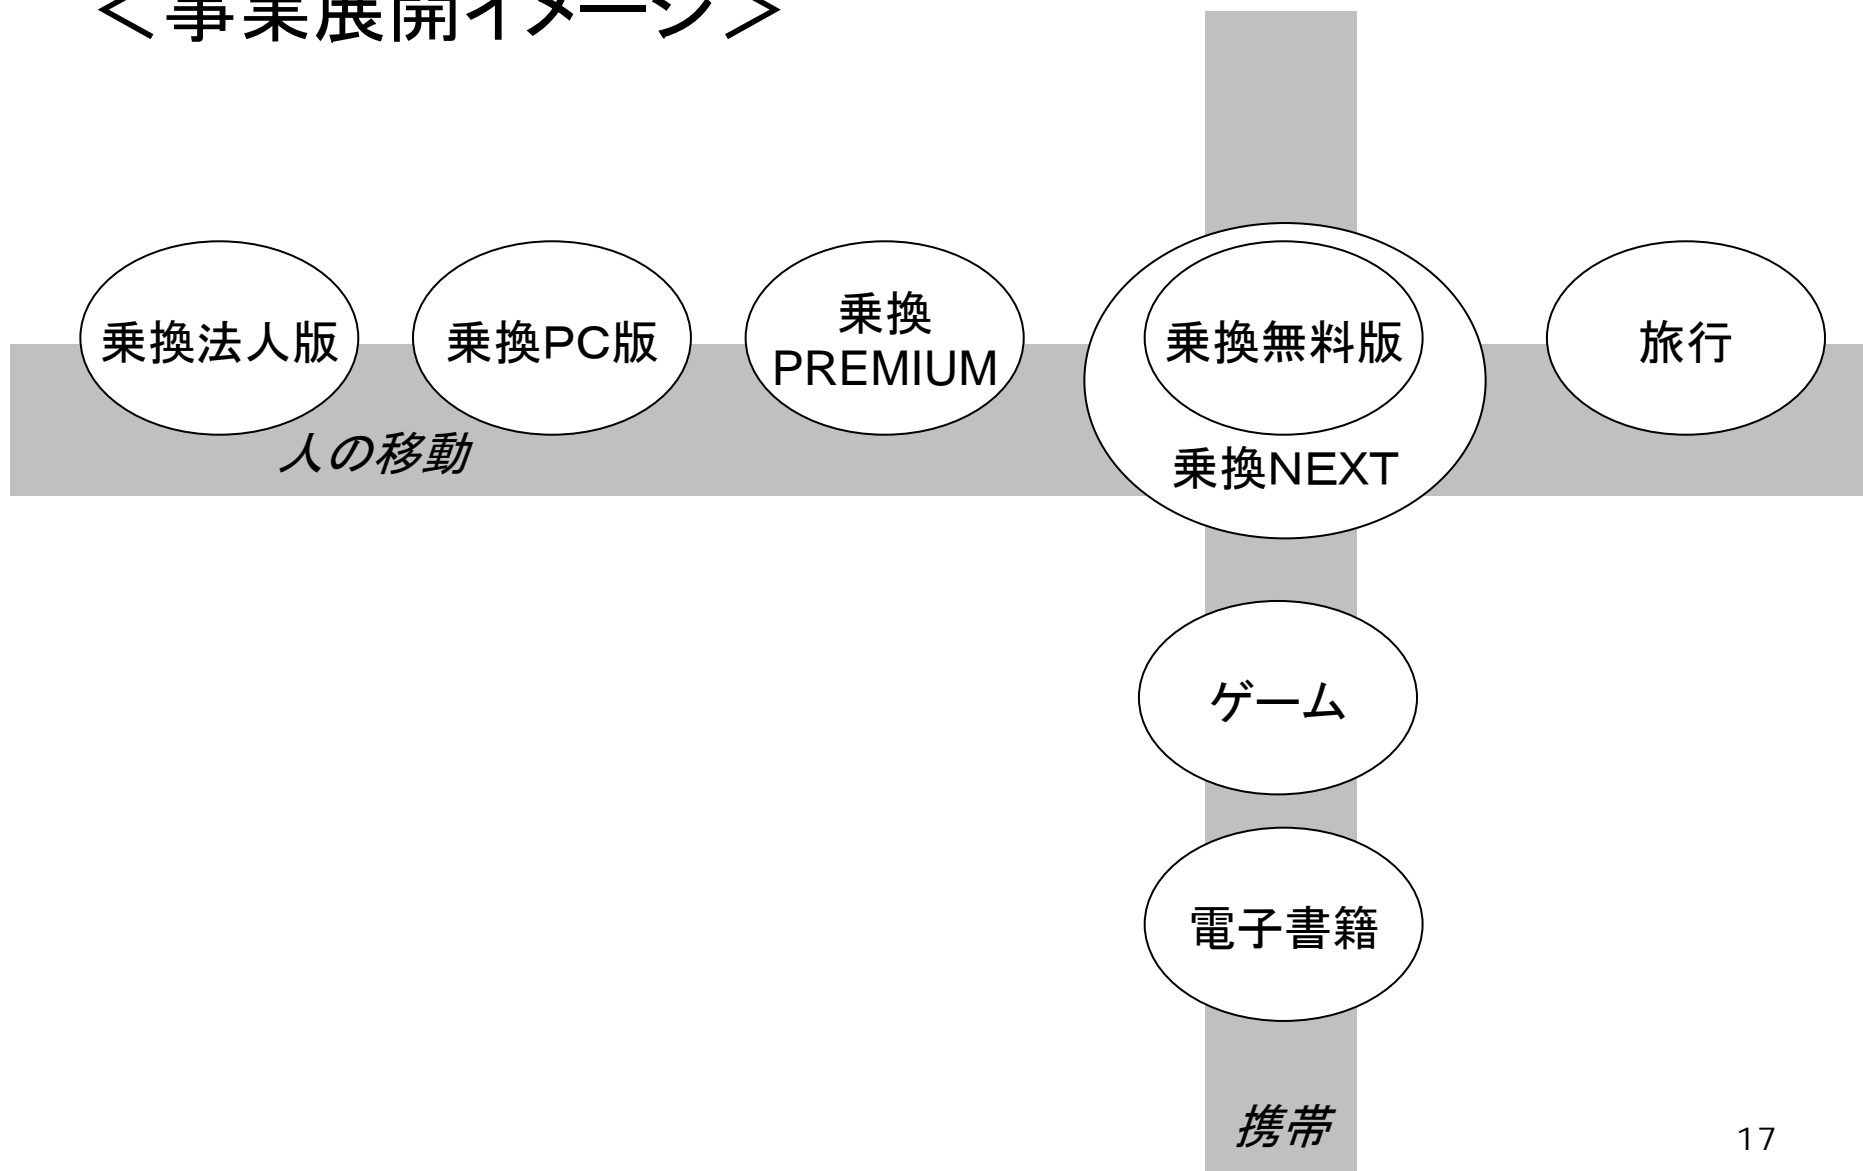 ＜事業展開イメージ＞
乗換法人版
乗換PC版
乗換
PREMIUM
乗換無料版
旅行
人の移動
乗換NEXT
ゲーム
電子書籍
携帯
17